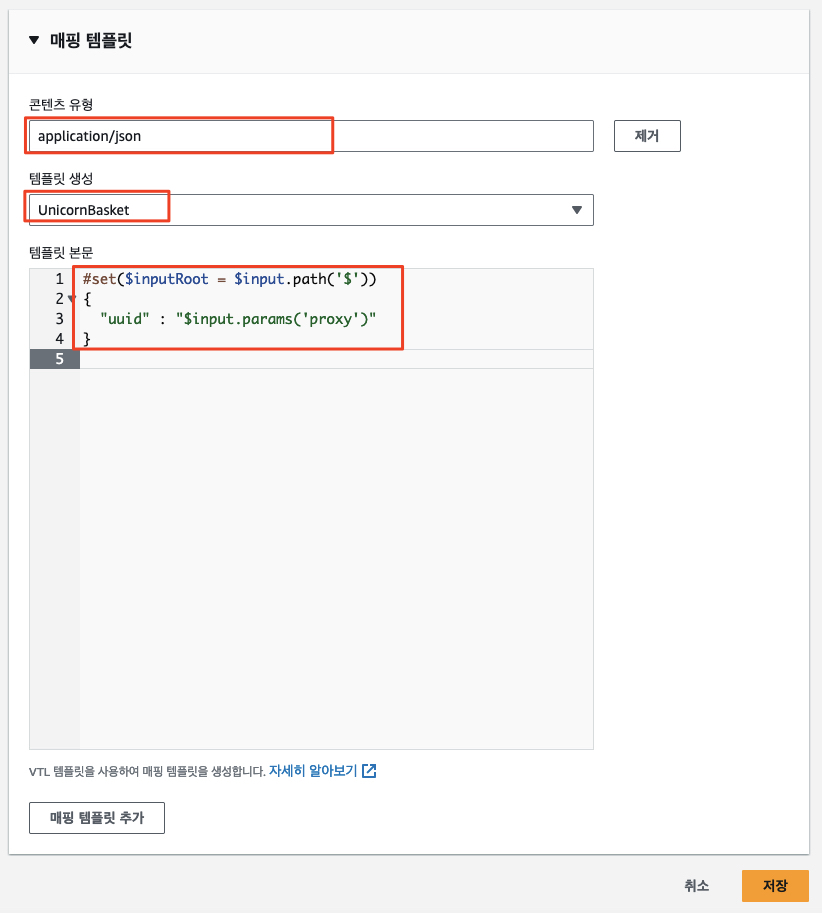 ▼ 매핑 템플릿
콘텐츠 유형
application/json
제거
템플릿 생성
UnicornBasket
템플릿 본문
1 #set($inputRoot = $input.path('$'))
2 {
3   "uuid" : "$input.params('proxy')"
4 }
5
VTL 템플릿을 사용하여 매핑 템플릿을 생성합니다. 자세히 알아보기
매핑 템플릿 추가
취소
저장